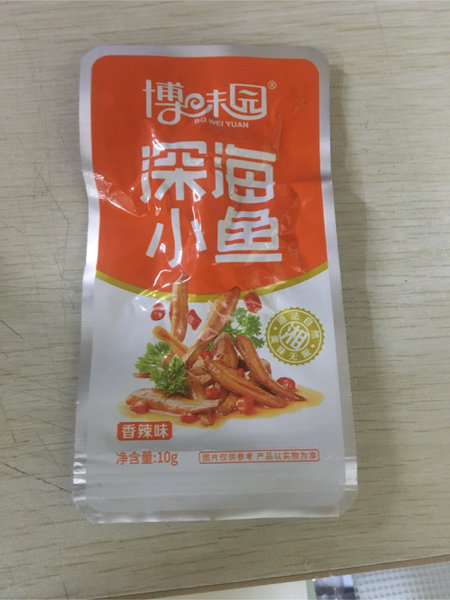 博味园®
BO WEI YUAN
深海
小鱼
湘
香辣味
净含量:10g
图片仅供参考 产品以实物为准